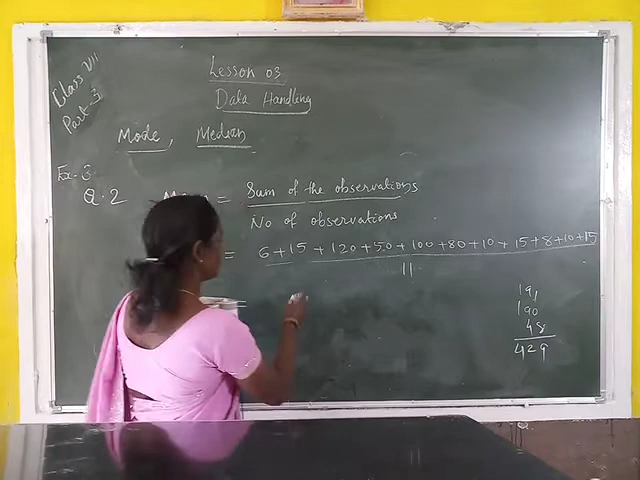 Class VIII
Part-3
Lesson 03
Data Handling
Mode, Median
Ex-3
Q.2
= Sum of the observations
No of observations
= 6+15+120+50+100+80+10+15+8+10+15
11
191
190
48
429